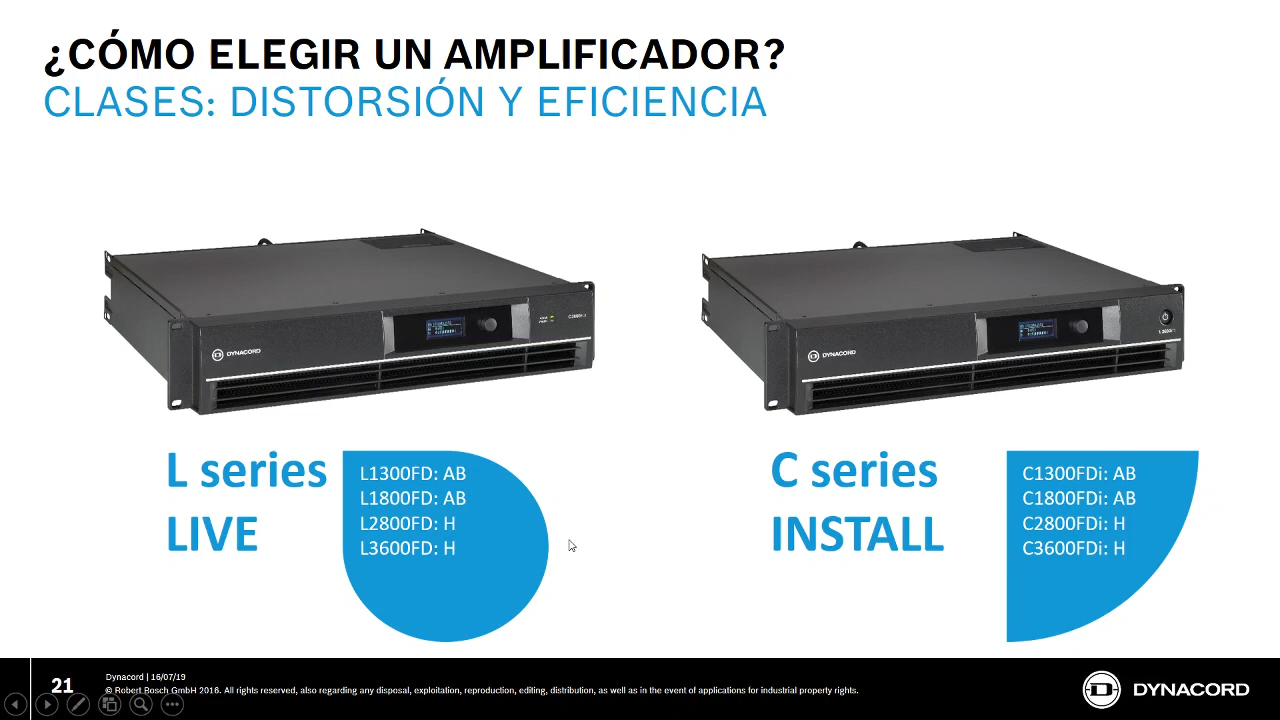 ¿CÓMO ELEGIR UN AMPLIFICADOR?
CLASES: DISTORSIÓN Y EFICIENCIA
DYNACORD
DYNACORD
L series
LIVE
L1300FD: AB
L1800FD: AB
L2800FD: H
L3600FD: H
C series
INSTALL
C1300FDi: AB
C1800FDi: AB
C2800FDi: H
C3600FDi: H
21
Dynacord | 16/07/19
© Robert Bosch GmbH 2016. All rights reserved, also regarding any disposal, exploitation, reproduction, editing, distribution, as well as in the event of applications for industrial property rights.
DYNACORD